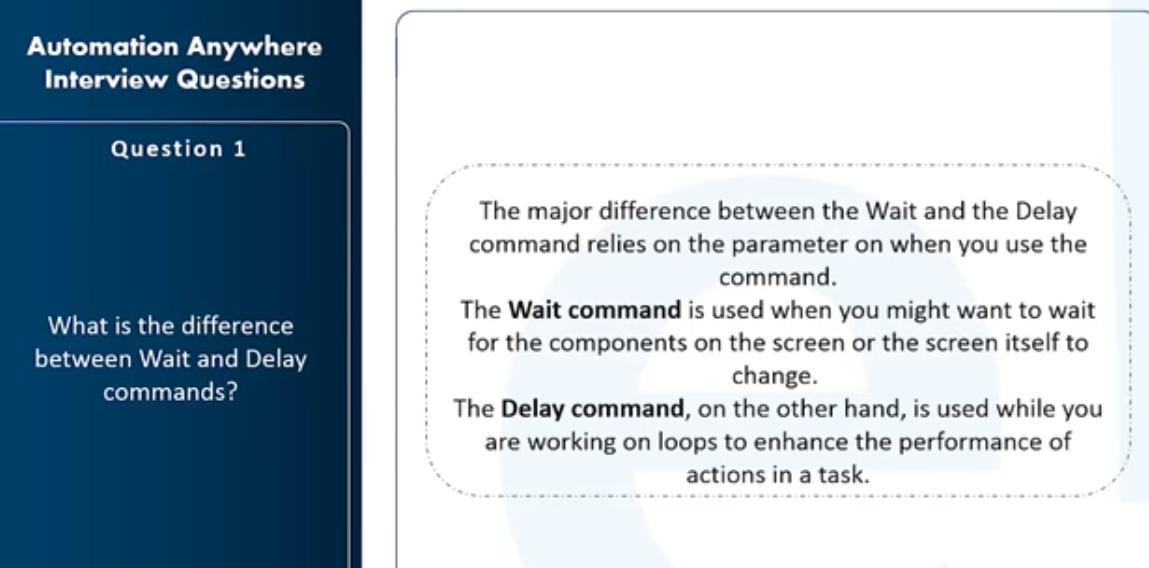 Automation Anywhere
Interview Questions
Question 1
What is the difference
between Wait and Delay
commands?
The major difference between the Wait and the Delay
command relies on the parameter on when you use the
command.
The Wait command is used when you might want to wait
for the components on the screen or the screen itself to
change.
The Delay command, on the other hand, is used while you
are working on loops to enhance the performance of
actions in a task.